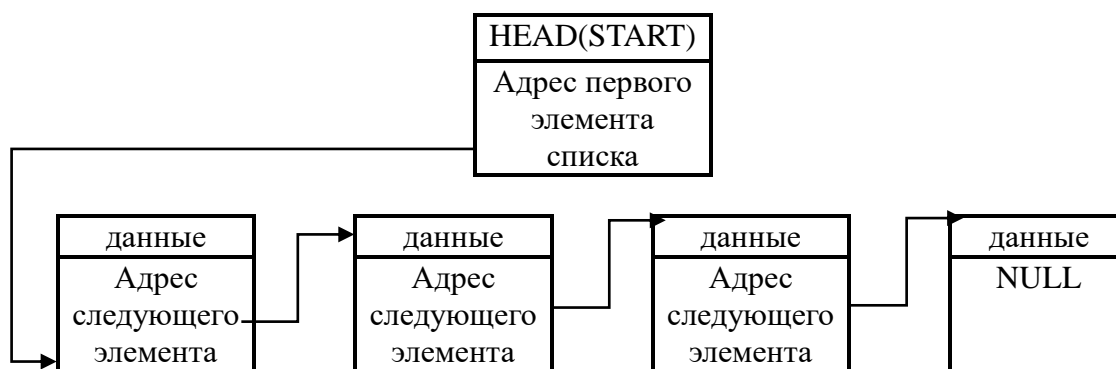 HEAD(START)
Адрес первого
элемента
списка
данные
Адрес
следующего
элемента
данные
Адрес
следующего
элемента
данные
Адрес
следующего
элемента
данные
NULL